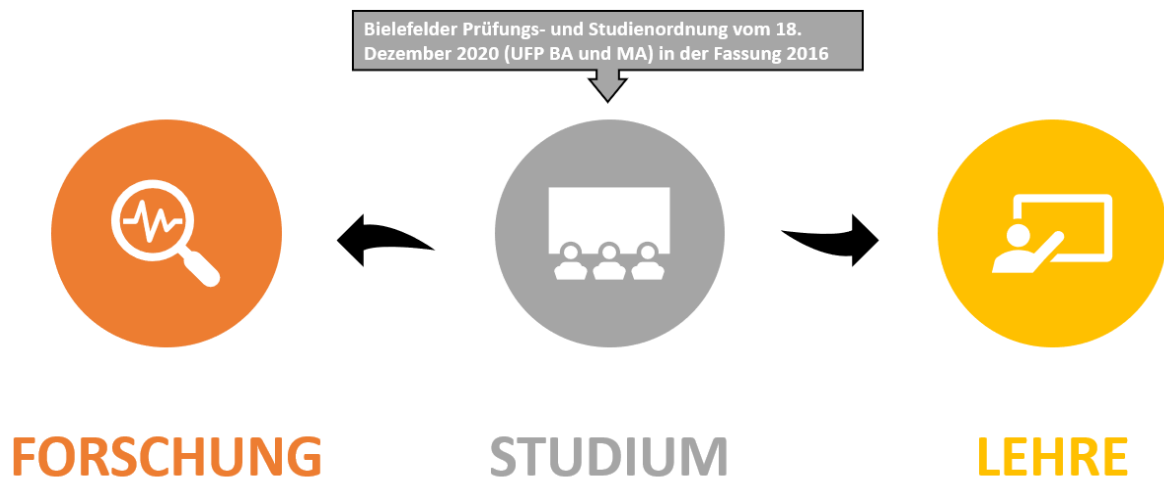 Bielefelder Prüfungs- und Studienordnung vom 18.
Dezember 2020 (UFP BA und MA) in der Fassung 2016
FORSCHUNG
STUDIUM
LEHRE